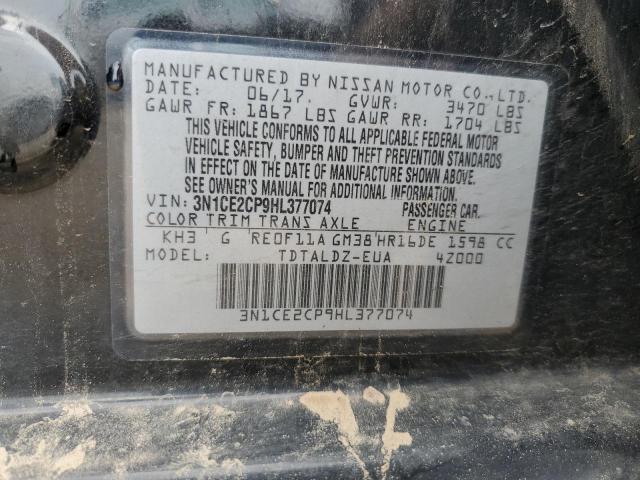 MANUFACTURED BY NISSAN MOTOR CO.,LTD.
DATE: 06/17. GVWR: 3470 LBS
GAWR FR: 1867 LBS GAWR RR: 1704 LBS
THIS VEHICLE CONFORMS TO ALL APPLICABLE FEDERAL MOTOR
VEHICLE SAFETY, BUMPER AND THEFT PREVENTION STANDARDS
IN EFFECT ON THE DATE OF MANUFACTURE SHOWN ABOVE.
SEE OWNER'S MANUAL FOR ADDITIONAL INFORMATION.
VIN: 3N1CE2CP9HL377074 PASSENGER CAR.
COLOR TRIM TRANS AXLE ENGINE
KH3 G RE0F11A GM38 HR16DE 1598 CC
MODEL: TDTALDZ-EUA 4Z000
3N1CE2CP9HL377074